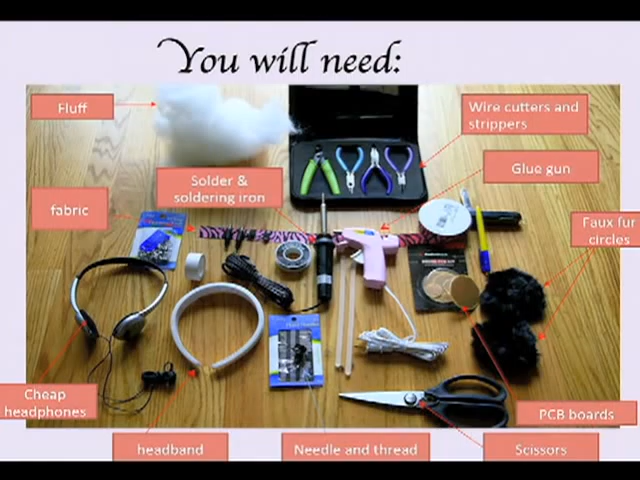 You will need:
Fluff
Wire cutters and
strippers
Solder &
soldering iron
Glue gun
fabric
Faux fur
circles
Cheap
headphones
PCB boards
headband
Needle and thread
Scissors